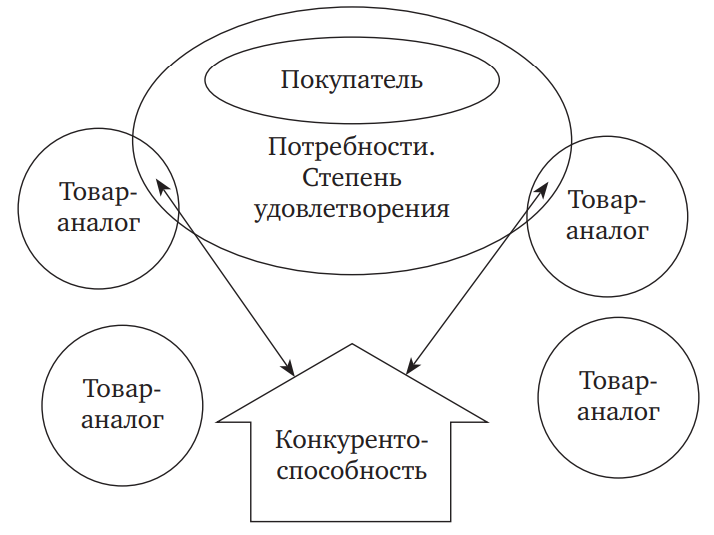 Покупатель
Потребности.
Степень
удовлетворения
Товар-
аналог
Товар-
аналог
Товар-
аналог
Товар-
аналог
Конкуренто-
способность